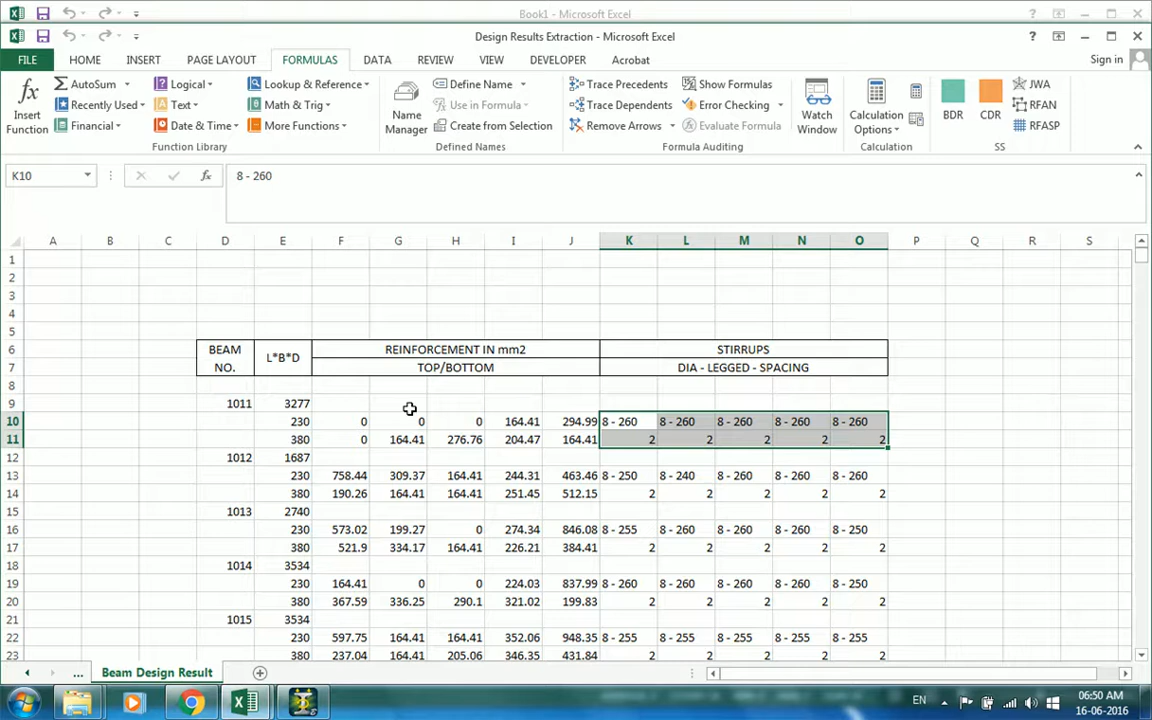 Book1 - Microsoft Excel
Design Results Extraction - Microsoft Excel
FILE HOME INSERT PAGE LAYOUT FORMULAS DATA REVIEW VIEW DEVELOPER Acrobat Sign in
fx Insert Function
Σ AutoSum
Recently Used
Financial
Logical
Text
Date & Time
Lookup & Reference
Math & Trig
More Functions
Function Library
Name Manager
Define Name
Use in Formula
Create from Selection
Defined Names
Trace Precedents
Trace Dependents
Remove Arrows
Show Formulas
Error Checking
Evaluate Formula
Watch Window
Formula Auditing
Calculation Options
Calculation
BDR
CDR
JWA
RFAN
RFASP
SS
K10 fx 8 - 260
A B C D E F G H I J K L M N O P Q R S
1
2
3
4
5
6 BEAM L*B*D REINFORCEMENT IN mm2 STIRRUPS
7 NO. TOP/BOTTOM DIA - LEGGED - SPACING
8
9 1011 3277
10 230 0 0 0 164.41 294.99 8 - 260 8 - 260 8 - 260 8 - 260 8 - 260
11 380 0 164.41 276.76 204.47 164.41 2 2 2 2 2
12 1012 1687
13 230 758.44 309.37 164.41 244.31 463.46 8 - 250 8 - 240 8 - 260 8 - 260 8 - 260
14 380 190.26 164.41 164.41 251.45 512.15 2 2 2 2 2
15 1013 2740
16 230 573.02 199.27 0 274.34 846.08 8 - 255 8 - 260 8 - 260 8 - 260 8 - 250
17 380 521.9 334.17 164.41 226.21 384.41 2 2 2 2 2
18 1014 3534
19 230 164.41 0 0 224.03 837.99 8 - 260 8 - 260 8 - 260 8 - 260 8 - 250
20 380 367.59 336.25 290.1 321.02 199.83 2 2 2 2 2
21 1015 3534
22 230 597.75 164.41 164.41 352.06 948.35 8 - 255 8 - 255 8 - 255 8 - 255 8 - 255
23 380 237.04 164.41 205.06 346.35 431.84 2 2 2 2 2
... Beam Design Result
EN 06:50 AM
16-06-2016